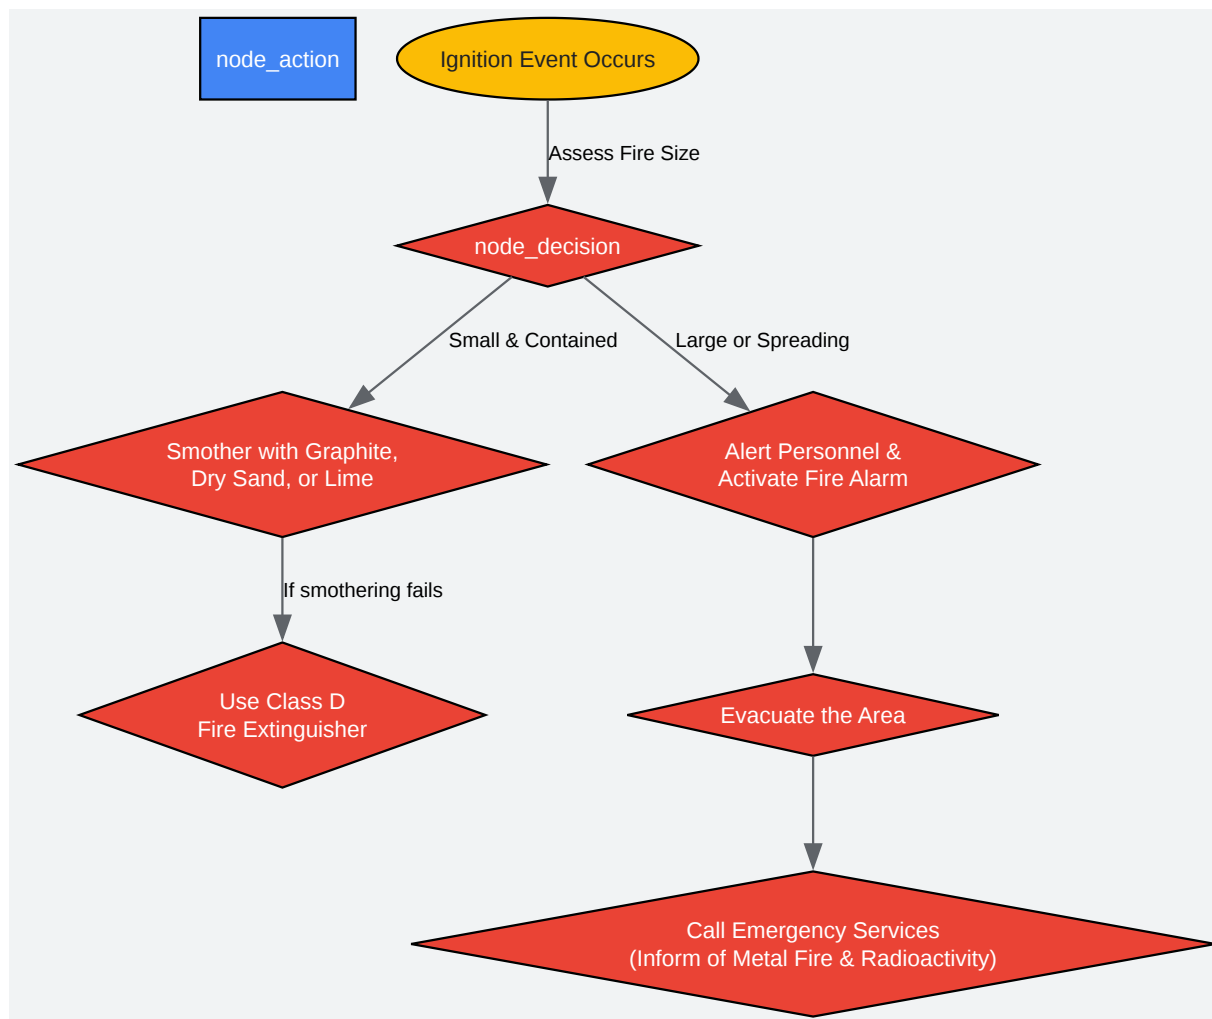 node_action
Ignition Event Occurs
Assess Fire Size
node_decision
Small & Contained
Large or Spreading
Smother with Graphite,
Dry Sand, or Lime
Alert Personnel &
Activate Fire Alarm
If smothering fails
Use Class D
Fire Extinguisher
Evacuate the Area
Call Emergency Services
(Inform of Metal Fire & Radioactivity)